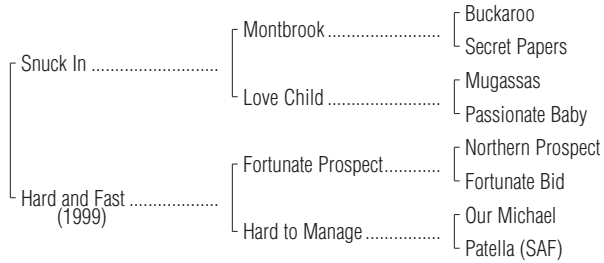 Buckaroo
Montbrook
Secret Papers
Snuck In
Mugassas
Love Child
Passionate Baby
Northern Prospect
Fortunate Prospect
Fortunate Bid
Hard and Fast
(1999)
Our Michael
Hard to Manage
Patella (SAF)